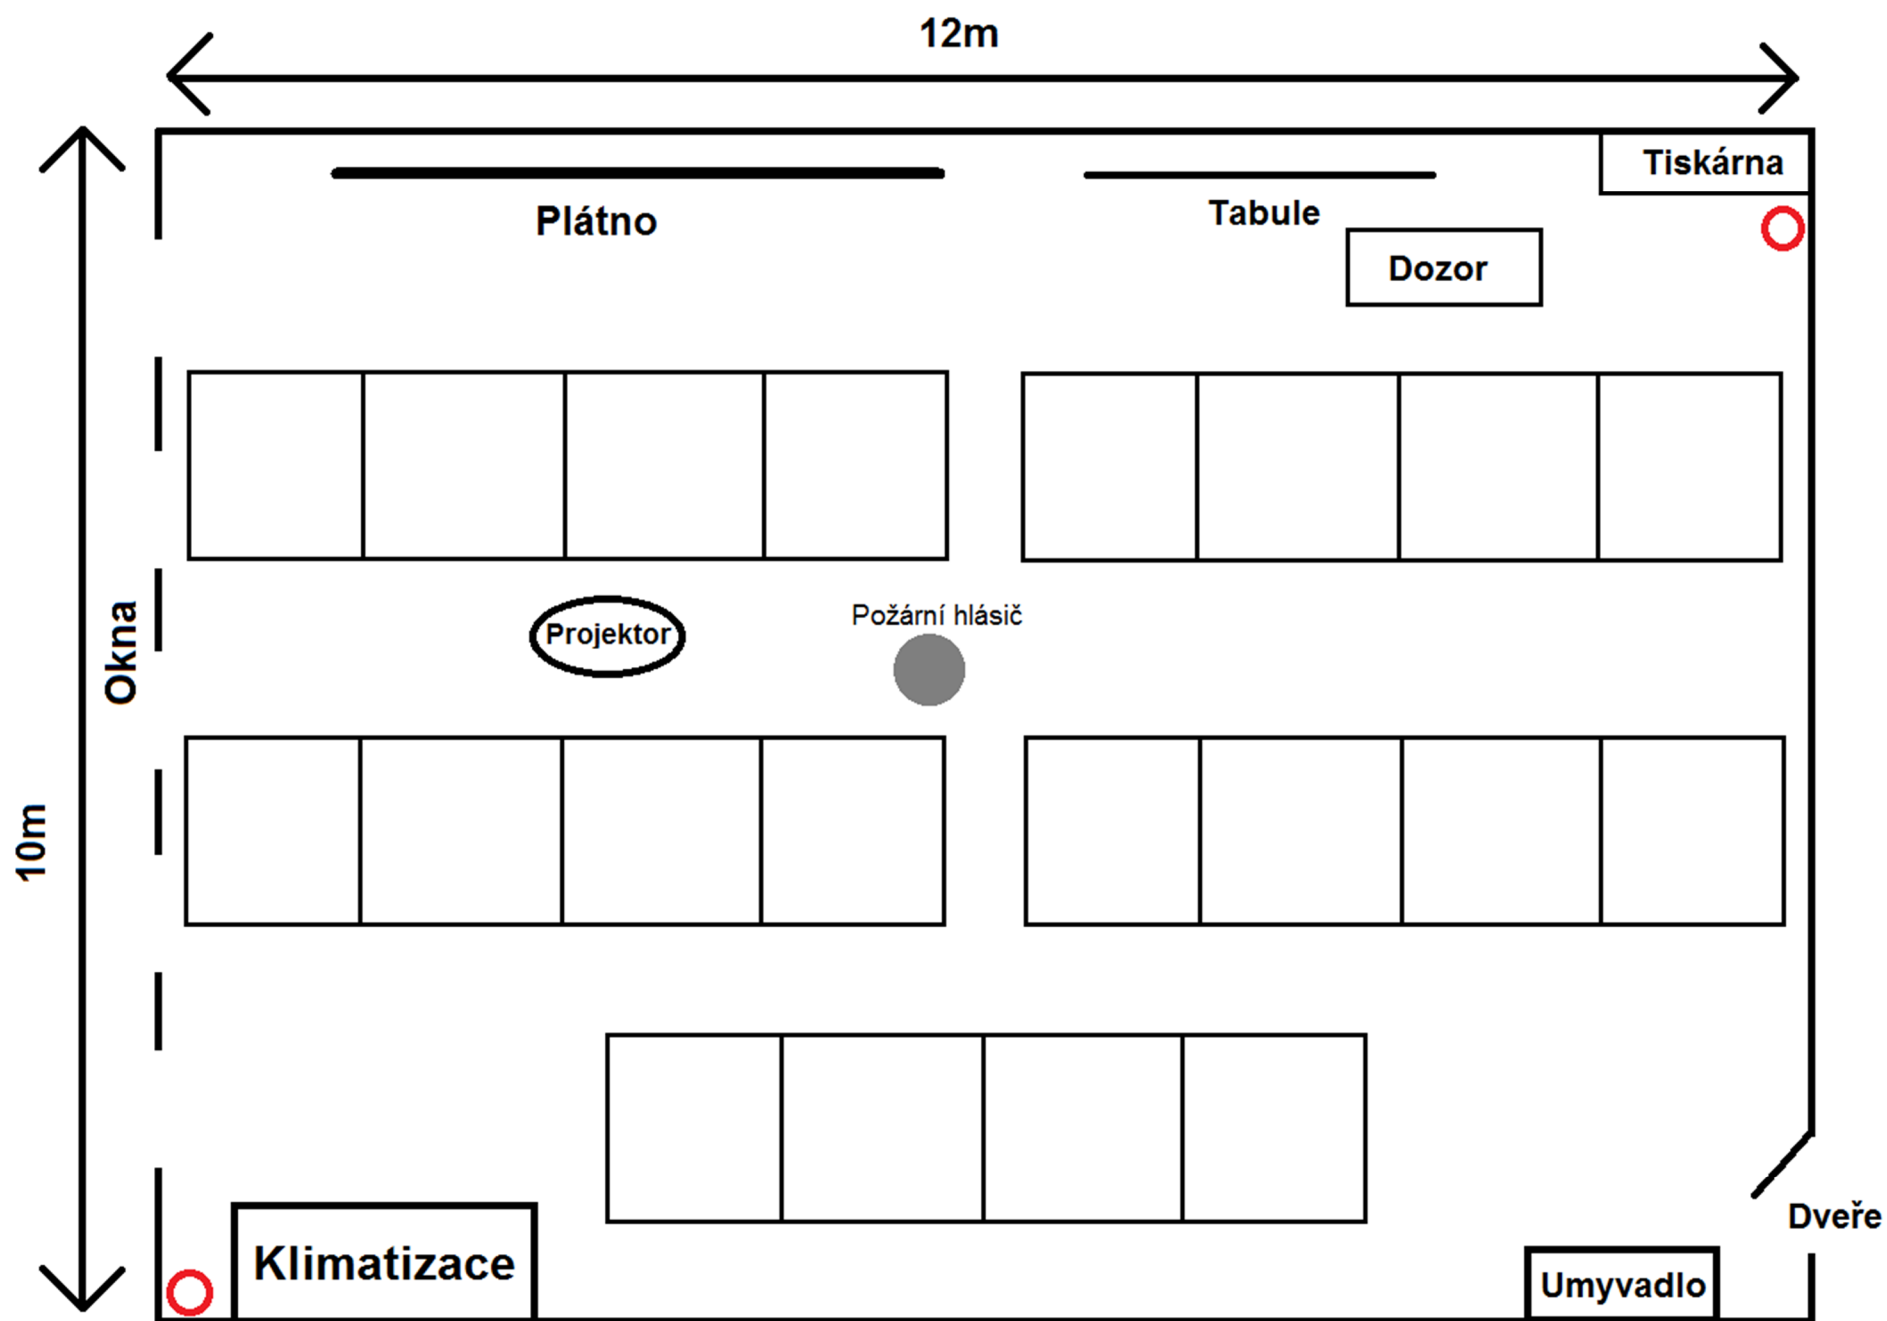 12m
Tiskárna
Plátno
Tabule
Dozor
Okna
Projektor
Požární hlásič
10m
Klimatizace
Dveře
Umyvadlo